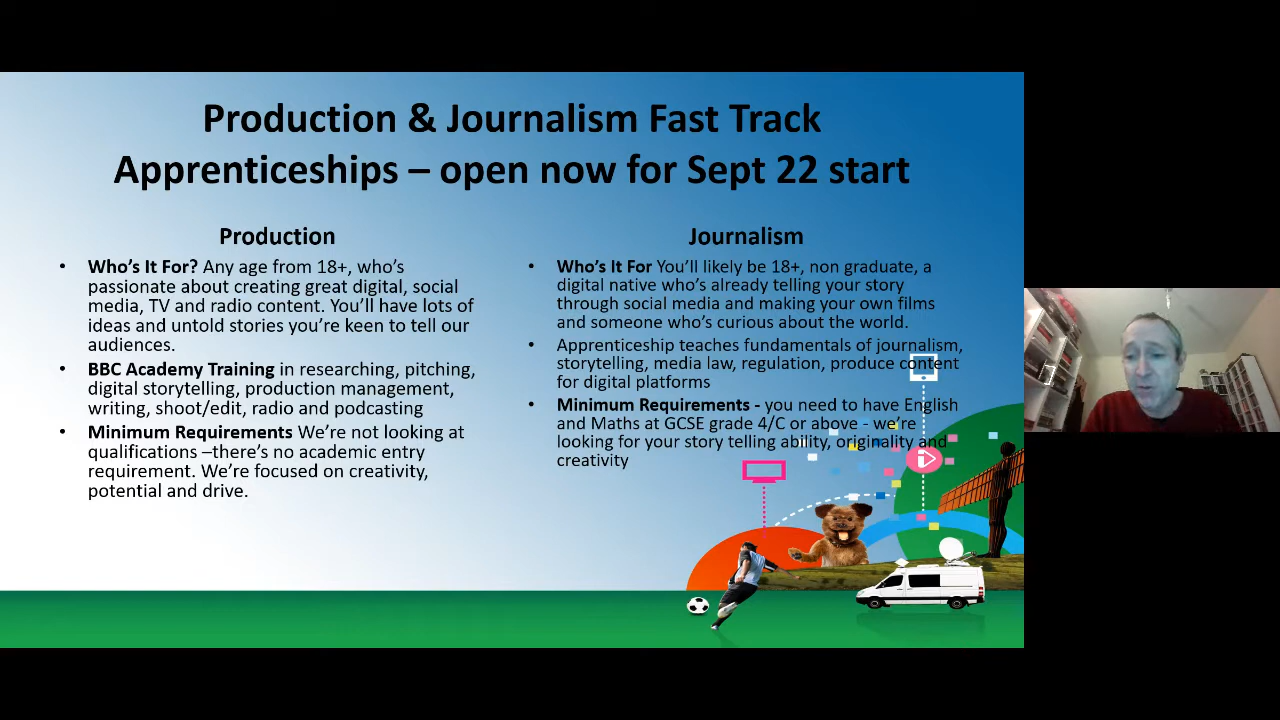 Production & Journalism Fast Track
Apprenticeships – open now for Sept 22 start
Production
• Who's It For? Any age from 18+, who's
passionate about creating great digital, social
media, TV and radio content. You'll have lots of
ideas and untold stories you're keen to tell our
audiences.
• BBC Academy Training in researching, pitching,
digital storytelling, production management,
writing, shoot/edit, radio and podcasting
• Minimum Requirements We're not looking at
qualifications –there's no academic entry
requirement. We're focused on creativity,
potential and drive.
Journalism
• Who's It For You'll likely be 18+, non graduate, a
digital native who's already telling your story
through social media and making your own films
and someone who's curious about the world.
• Apprenticeship teaches fundamentals of journalism,
storytelling, media law, regulation, produce content
for digital platforms
• Minimum Requirements - you need to have English
and Maths at GCSE grade 4/C or above - we're
looking for your story telling ability, originality and
creativity